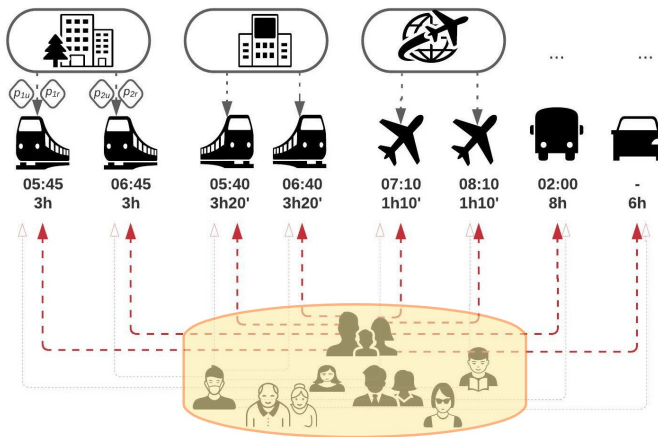 ... ...
p1u p1r p2u p2r
05:45 06:45 05:40 06:40 07:10 08:10 02:00 -
3h 3h 3h20' 3h20' 1h10' 1h10' 8h 6h